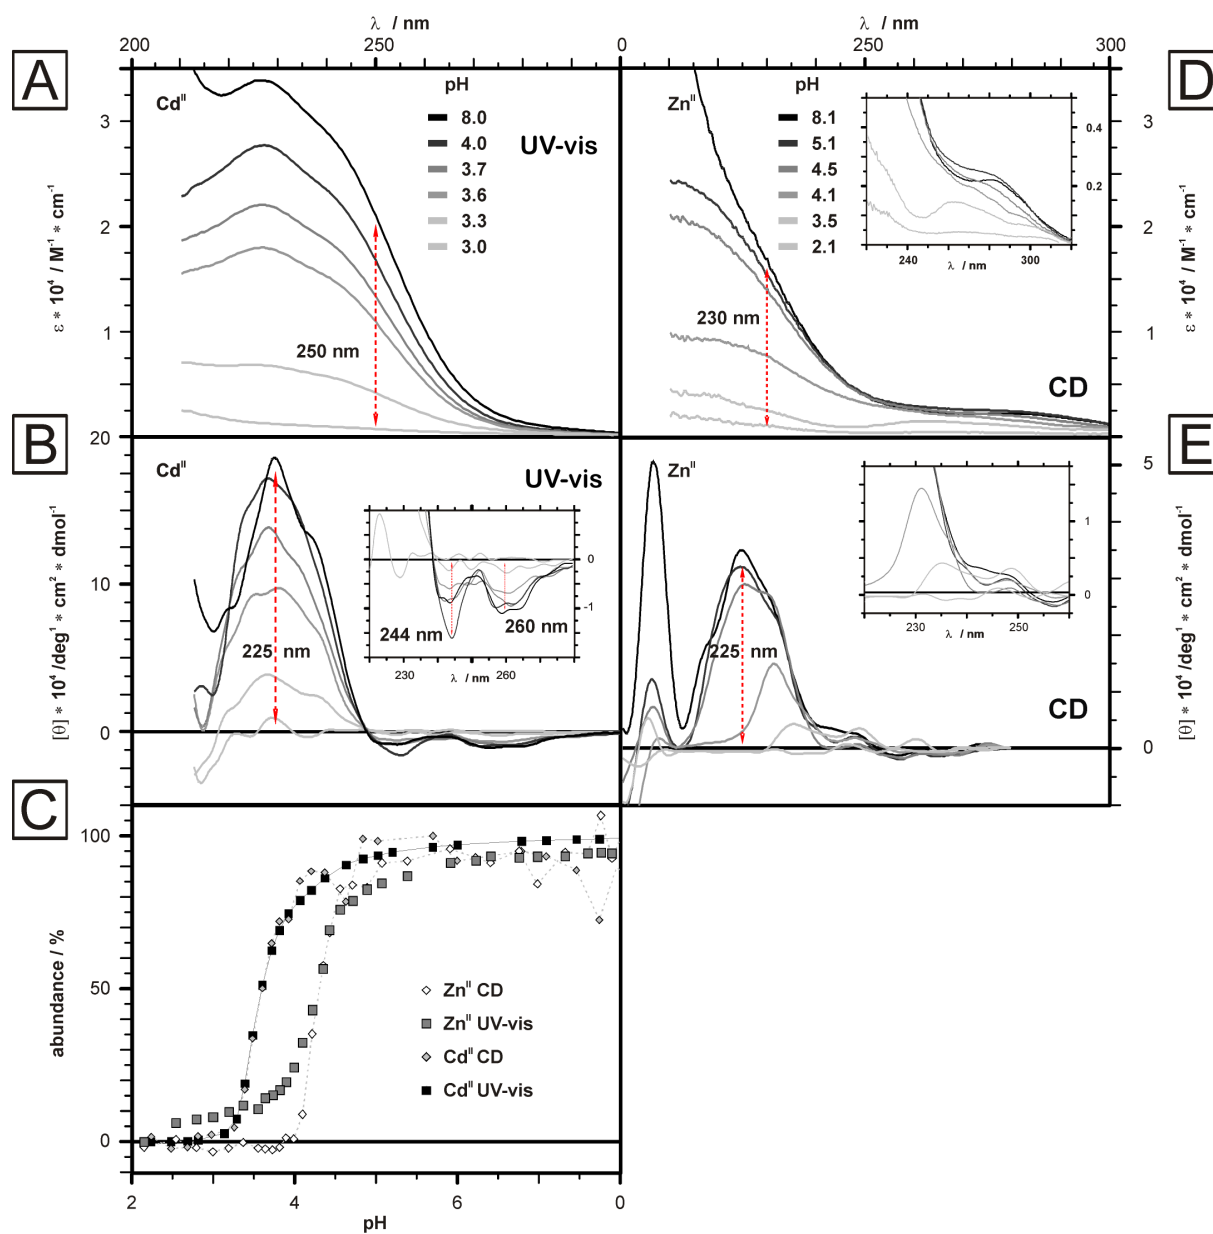 λ / nm
λ / nm
200
250
0
250
300
A
Cd^II
pH
UV-vis
8.0
4.0
3.7
3.6
3.3
3.0
3
2
1
ε * 10^4 / M^-1 * cm^-1
250 nm
Zn^II
pH
8.1
5.1
4.5
4.1
3.5
2.1
D
0.4
0.2
240
300
λ / nm
230 nm
CD
3
2
1
ε * 10^4 / M^-1 * cm^-1
B
20
10
0
[θ] * 10^4 /deg^1 * cm^2 * dmol^-1
Cd^II
UV-vis
225 nm
0
-1
244 nm
260 nm
230
260
λ / nm
E
Zn^II
5
0
[θ] * 10^4 /deg^1 * cm^2 * dmol^-1
1
0
230
250
λ / nm
225 nm
CD
C
100
50
0
abundance / %
Zn^II CD
Zn^II UV-vis
Cd^II CD
Cd^II UV-vis
2
4
6
0
pH